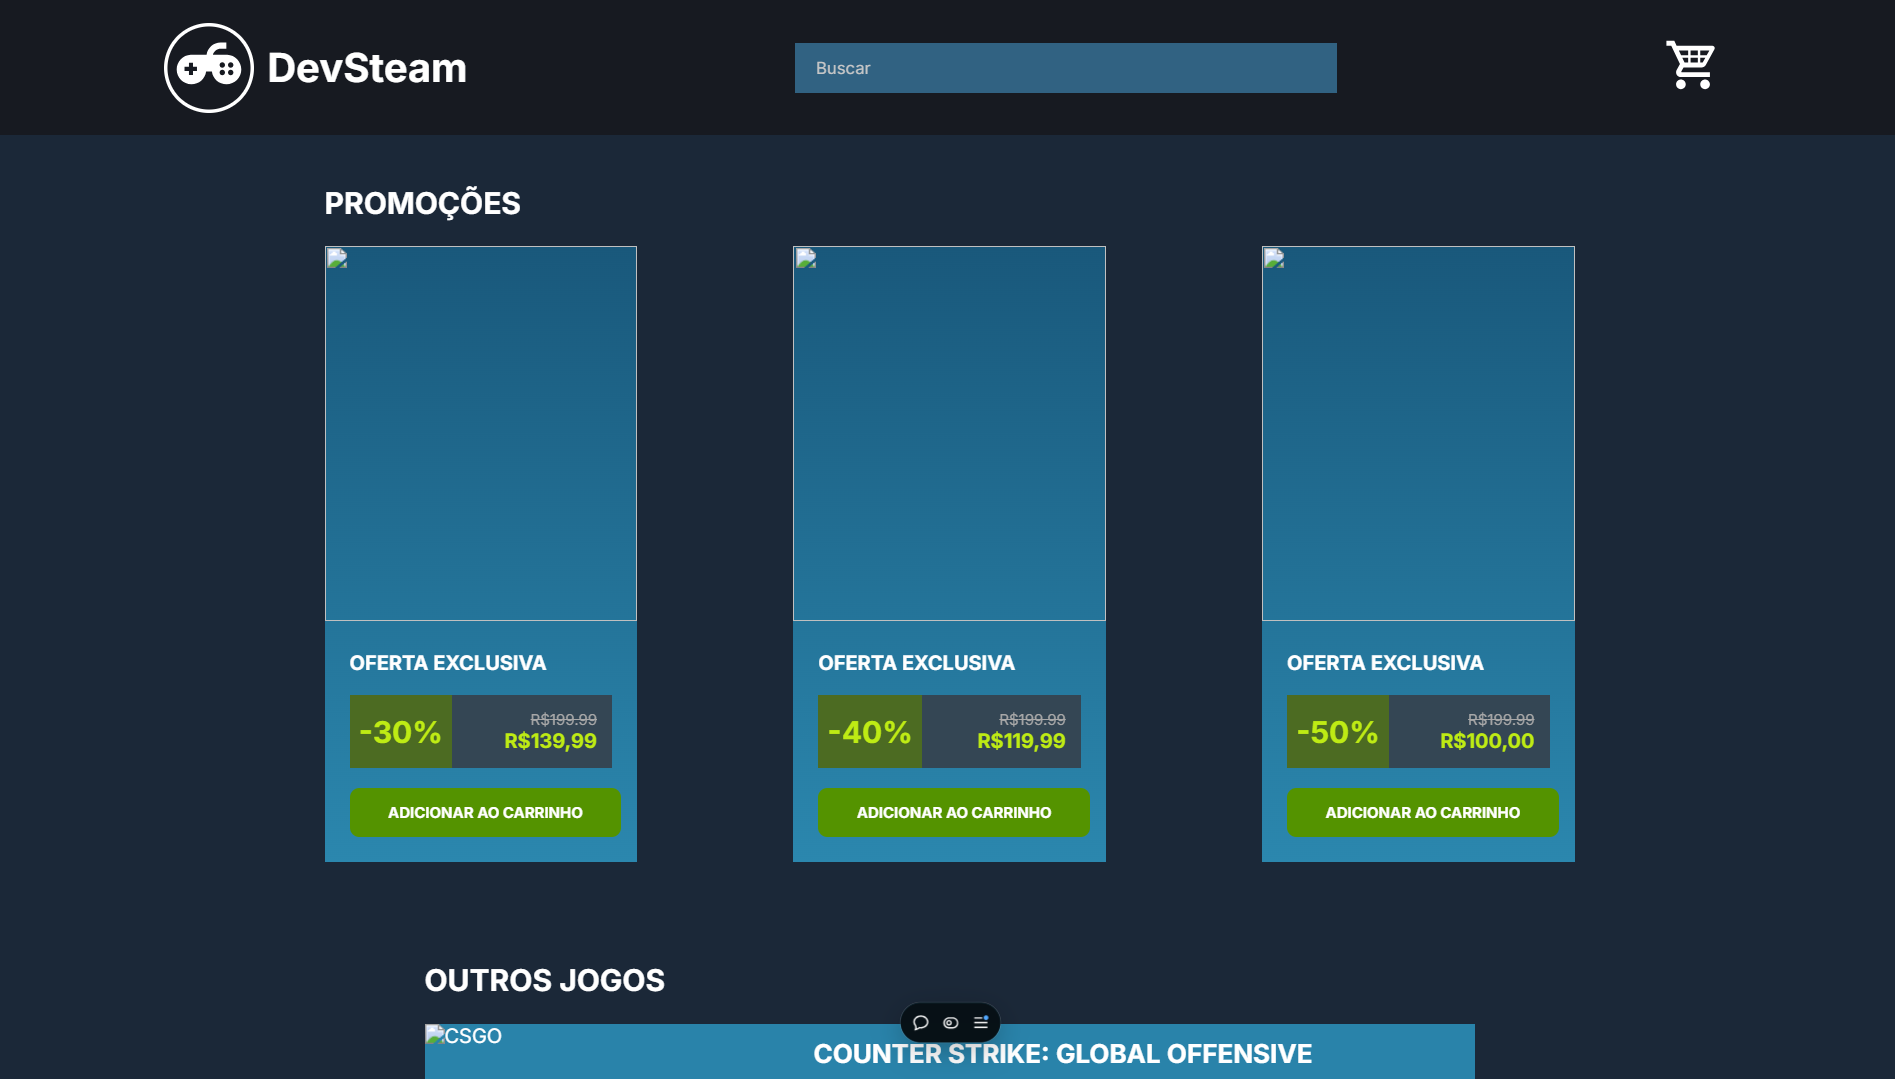 DevSteam
Buscar
PROMOÇÕES
OFERTA EXCLUSIVA
-30%
R$199.99
R$139,99
ADICIONAR AO CARRINHO
OFERTA EXCLUSIVA
-40%
R$199.99
R$119,99
ADICIONAR AO CARRINHO
OFERTA EXCLUSIVA
-50%
R$199.99
R$100,00
ADICIONAR AO CARRINHO
OUTROS JOGOS
CSGO
COUNTER STRIKE: GLOBAL OFFENSIVE